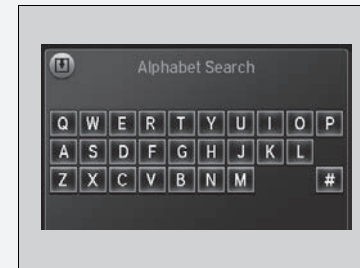 Alphabet Search
Q W E R T Y U I O P
A S D F G H J K L
Z X C V B N M #